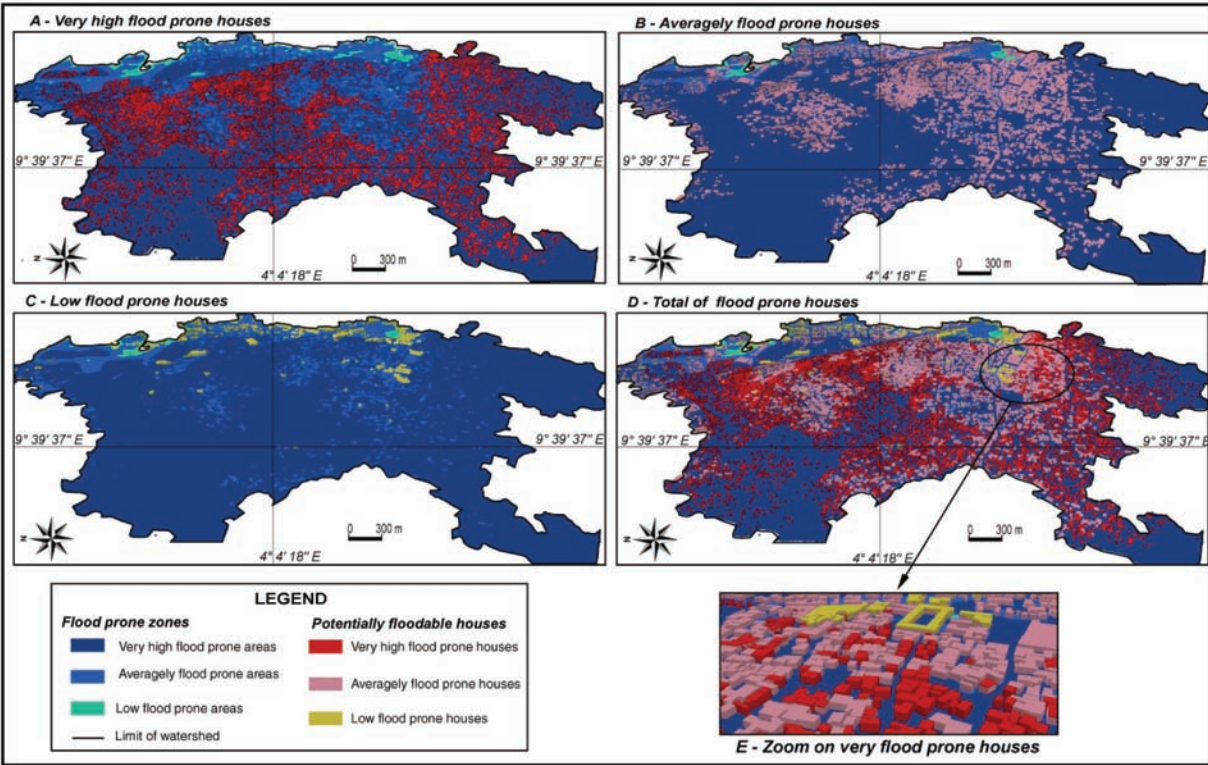 A - Very high flood prone houses
B - Averagely flood prone houses
9° 39' 37" E
9° 39' 37" E
9° 39' 37" E
9° 39' 37" E
N
0 300 m
4° 4' 18" E
N
0 300 m
4° 4' 18" E
C - Low flood prone houses
D - Total of flood prone houses
9° 39' 37" E
9° 39' 37" E
9° 39' 37" E
9° 39' 37" E
N
0 300 m
4° 4' 18" E
N
0 300 m
4° 4' 18" E
LEGEND
Flood prone zones
Very high flood prone areas
Averagely flood prone areas
Low flood prone areas
Limit of watershed
Potentially floodable houses
Very high flood prone houses
Averagely flood prone houses
Low flood prone houses
E - Zoom on very flood prone houses